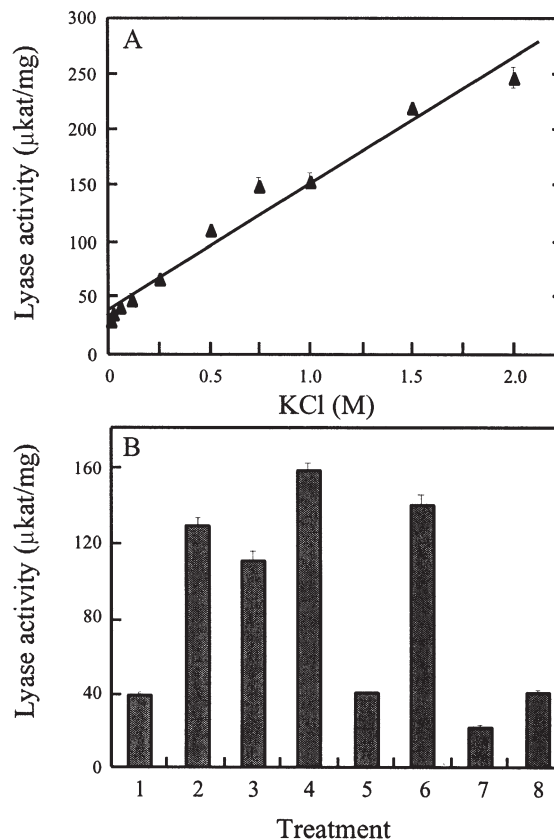 A
Lyase activity (μkat/mg)
300
250
200
150
100
50
0
0
0.5
1.0
1.5
2.0
KCl (M)
B
Lyase activity (μkat/mg)
160
120
80
40
0
1 2 3 4 5 6 7 8
Treatment